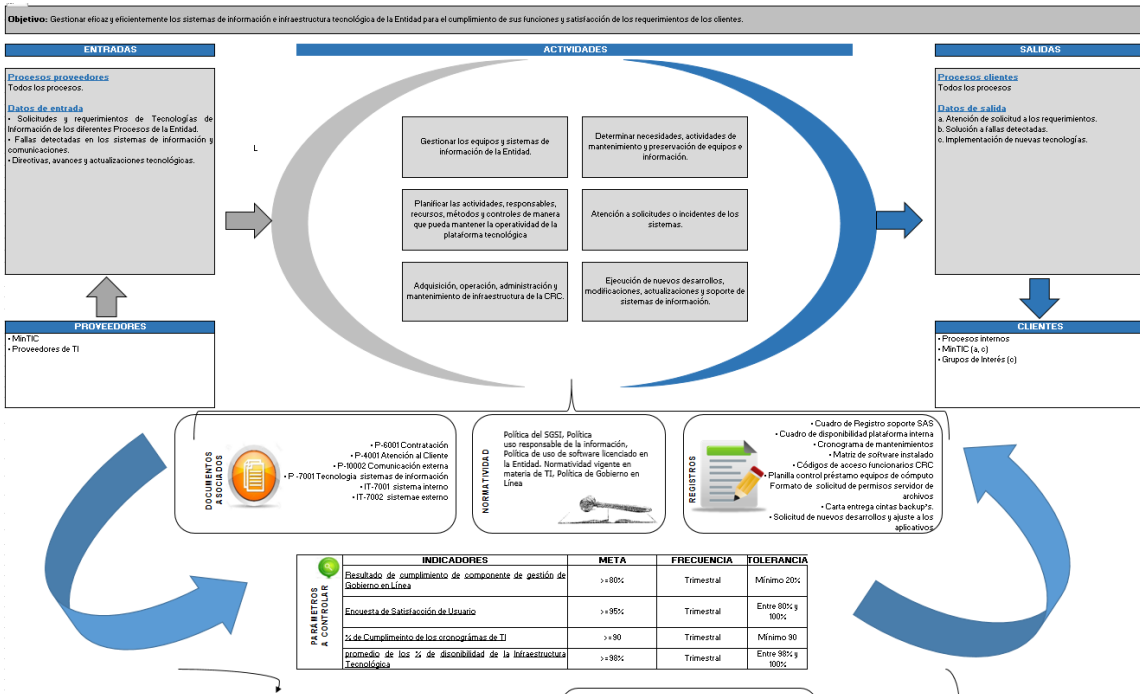 Objetivo: Gestionar eficaz y eficientemente los sistemas de información e infraestructura tecnológica de la Entidad para el cumplimiento de sus funciones y satisfacción de los requerimientos de los clientes.
ENTRADAS
Procesos proveedores
Todos los procesos.
Datos de entrada
• Solicitudes y requerimientos de Tecnologías de
Información de los diferentes Procesos de la Entidad.
• Fallas detectadas en los sistemas de información y
comunicaciones.
• Directivas, avances y actualizaciones tecnológicas.
PROVEEDORES
• MinTIC
• Proveedores de TI
L
ACTIVIDADES
Gestionar los equipos y sistemas de
información de la Entidad.
Determinar necesidades, actividades de
mantenimiento y preservación de equipos e
información.
Planificar las actividades, responsables,
recursos, métodos y controles de manera
que pueda mantener la operatividad de la
plataforma tecnológica
Atención a solicitudes o incidentes de los
sistemas.
Adquisición, operación, administración y
mantenimiento de infraestructura de la CRC.
Ejecución de nuevos desarrollos,
modificaciones, actualizaciones y soporte de
sistemas de información.
SALIDAS
Procesos clientes
Todos los procesos
Datos de salida
a. Atención de solicitud a los requerimientos.
b. Solución a fallas detectadas.
c. Implementación de nuevas tecnologías.
CLIENTES
• Procesos internos
• MinTIC (a, c)
• Grupos de Interés (c)
DOCUMENTOS
ASOCIADOS
• P-6001 Contratación
• P-4001 Atención al Cliente
• P-10002 Comunicación externa
• P -7001 Tecnologia sistemas de información
• IT-7001 sistema interno
• IT-7002 sistemae externo
NORMATIVIDAD
Política del SGSI, Política
uso responsable de la información,
Política de uso de software licenciado en
la Entidad. Normatividad vigente en
materia de TI, Política de Gobierno en
Línea
REGISTROS
• Cuadro de Registro soporte SAS
• Cuadro de disponibilidad plataforma interna
• Cronograma de mantenimientos
• Matriz de software instalado
• Códigos de acceso funcionarios CRC
• Planilla control préstamo equipos de cómputo
Formato de solicitud de permisos servidor de
archivos
• Carta entrega cintas backup's.
• Solicitud de nuevos desarrollos y ajuste a los
aplicativos
PARÁMETROS
A CONTROLAR
INDICADORES META FRECUENCIA TOLERANCIA
Resultado de cumplimiento de componente de gestión de
Gobierno en Línea
>=80% Trimestral Mínimo 20%
Encuesta de Satisfacción de Usuario >=95% Trimestral Entre 80% y
100%
% de Cumplimeinto de los cronográmas de TI >=90 Trimestral Mínimo 90
promedio de los % de disonibilidad de la Infraestructura
Tecnológica
>=98% Trimestral Entre 98% y
100%